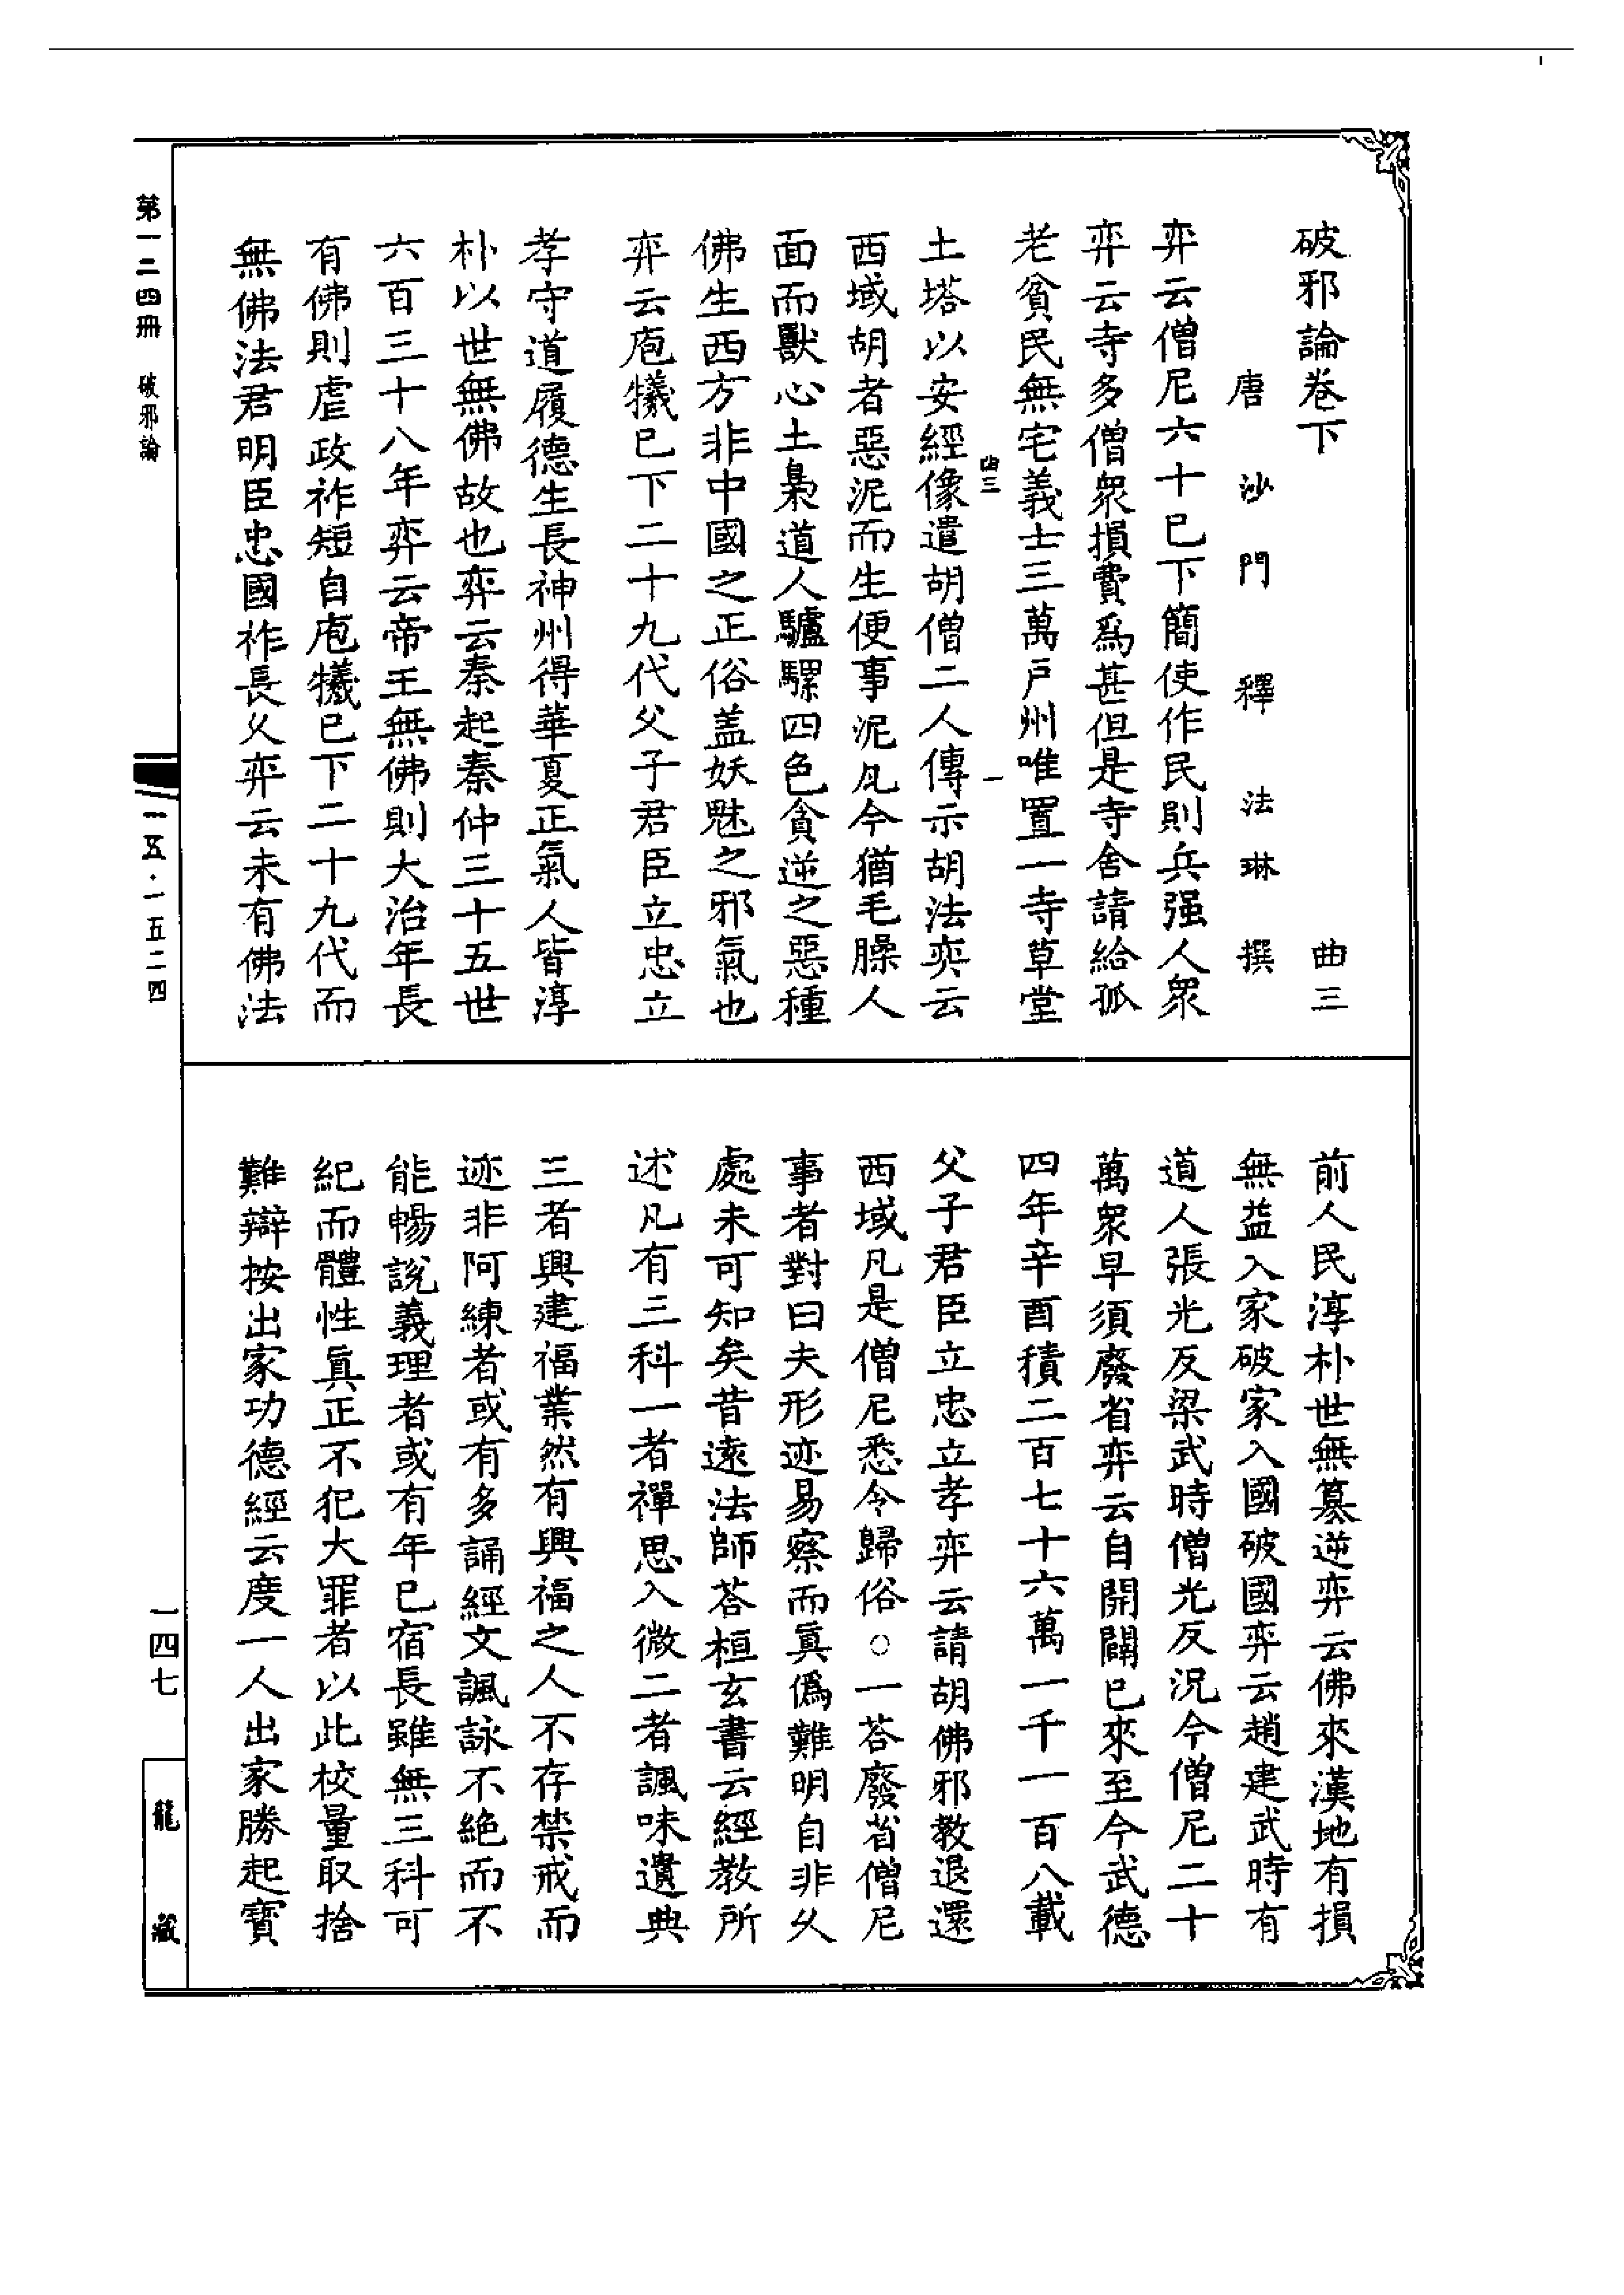 破邪論卷下　曲三
唐沙門釋法琳撰
弈云僧尼六十已下簡使作民則兵强人衆
弈云寺多僧衆損費爲甚但是寺舍請給孤
老貧民無宅義士三萬戶州唯置一寺草堂
曲三　一
土塔以安經像遣胡僧二人傳示胡法奕云
西域胡者惡泥而生便事泥凡今猶毛臊人
面而獸心土梟道人驢騾四色貪逆之惡種
佛生西方非中國之正俗盖妖魅之邪氣也
弈云庖犧已下二十九代父子君臣立忠立
孝守道履德生長神州得華夏正氣人皆淳
朴以世無佛故也弈云秦起秦仲三十五世
六百三十八年弈云帝王無佛則大治年長
有佛則虐政祚短自庖犧已下二十九代而
無佛法君明臣忠國祚長乆弈云未有佛法
前人民淳朴世無篡逆弈云佛來漢地有損
無益入家破家入國破國弈云趙建武時有
道人張光反梁武時僧光反況今僧尼二十
萬衆早須廢省弈云自開闢已來至今武德
四年辛酉積二百七十六萬一千一百八載
父子君臣立忠立孝弈云請胡佛邪教退還
西域凡是僧尼悉令歸俗○一荅廢省僧尼
事者對曰夫形迹易察而眞僞難明自非乆
處未可知矣昔遠法師荅桓玄書云經教所
述凡有三科一者禪思入微二者諷味遺典
三者興建福業然有興福之人不存禁戒而
迹非阿練者或有多誦經文諷詠不絶而不
能暢說義理者或有年已宿長雖無三科可
紀而體性眞正不犯大罪者以此校量取捨
難辯按出家功德經云度一人出家勝起寶
第一二四冊　破邪論
一五·一五二四
一四七
龍藏